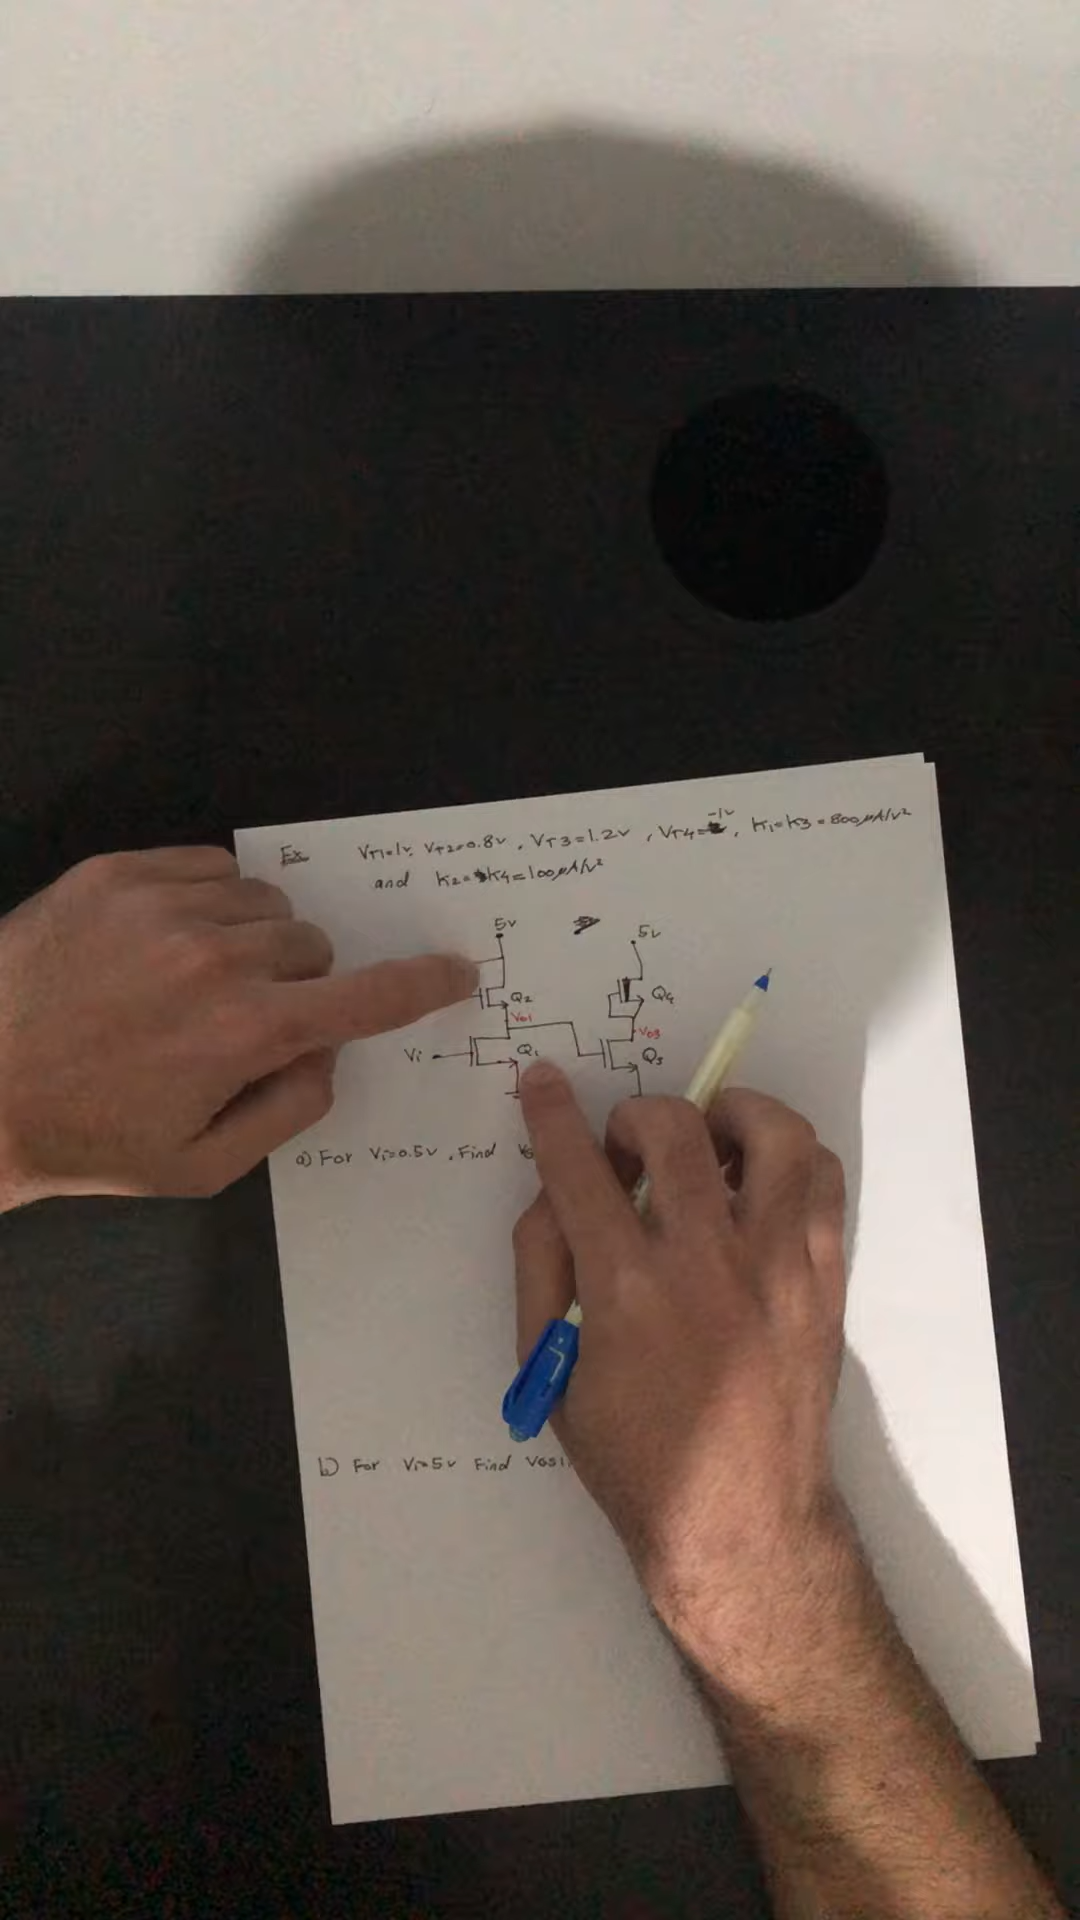 Ex VT1=1v, VT2=0.8v, VT3=1.2v, VT4=-1v, K1=K3=800μA/v²
and K2=K4=100μA/v²
5v
5v
Q2
Q4
Vo1
Vo3
Vi
Q1
Q3
a) For Vi=0.5v, Find
b) For Vi=5v Find VGS1,